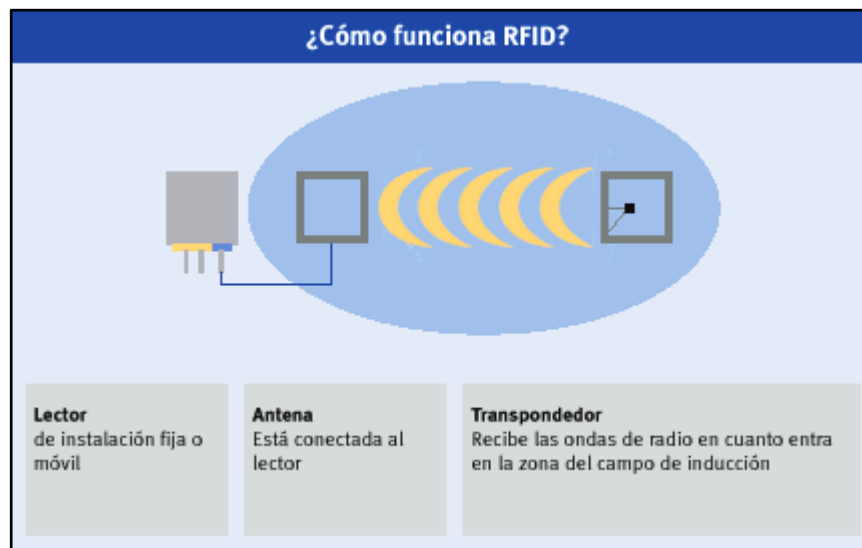 ¿Cómo funciona RFID?
Lector
de instalación fija o
móvil
Antena
Está conectada al
lector
Transpondedor
Recibe las ondas de radio en cuanto entra
en la zona del campo de inducción